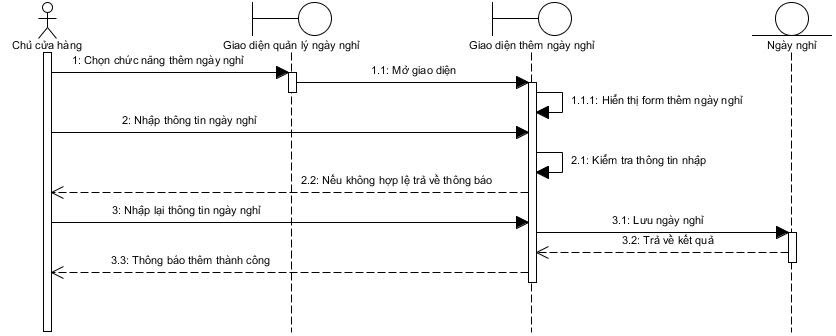 Chủ cửa hàng
Giao diện quản lý ngày nghỉ
Giao diện thêm ngày nghỉ
Ngày nghỉ
1: Chọn chức năng thêm ngày nghỉ
1.1: Mở giao diện
1.1.1: Hiển thị form thêm ngày nghỉ
2: Nhập thông tin ngày nghỉ
2.1: Kiểm tra thông tin nhập
2.2: Nếu không hợp lệ trả về thông báo
3: Nhập lại thông tin ngày nghỉ
3.1: Lưu ngày nghỉ
3.2: Trả về kết quả
3.3: Thông báo thêm thành công